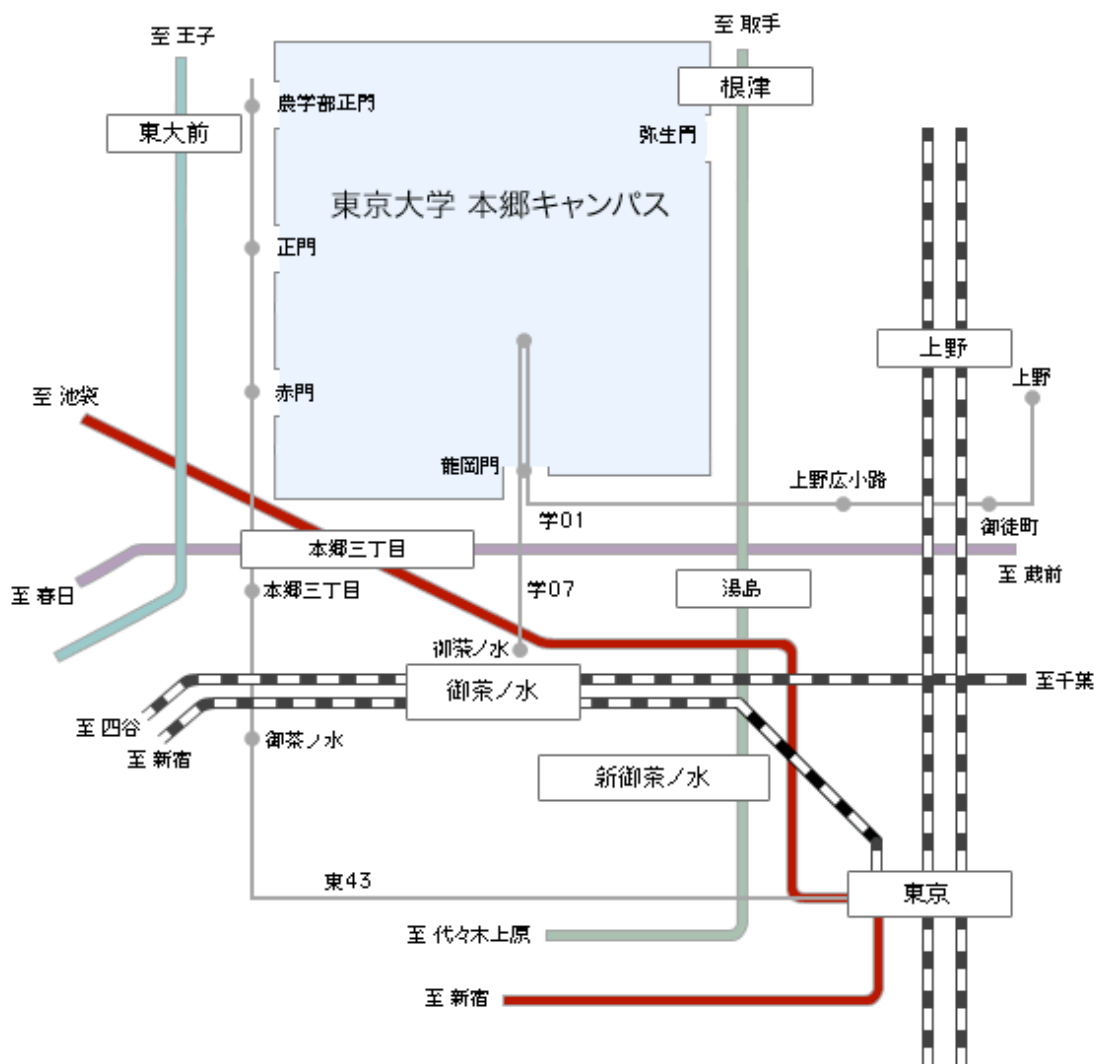 至 王子
至 取手
根津
農学部正門
東大前
弥生門
東京大学 本郷キャンパス
正門
上野
上野
至 池袋
赤門
龍岡門
上野広小路
学01
御徒町
本郷三丁目
至 蔵前
至 春日
本郷三丁目
学07
湯島
御茶ノ水
御茶ノ水
至千葉
至 四谷
至 新宿
御茶ノ水
新御茶ノ水
東43
東京
至 代々木上原
至 新宿